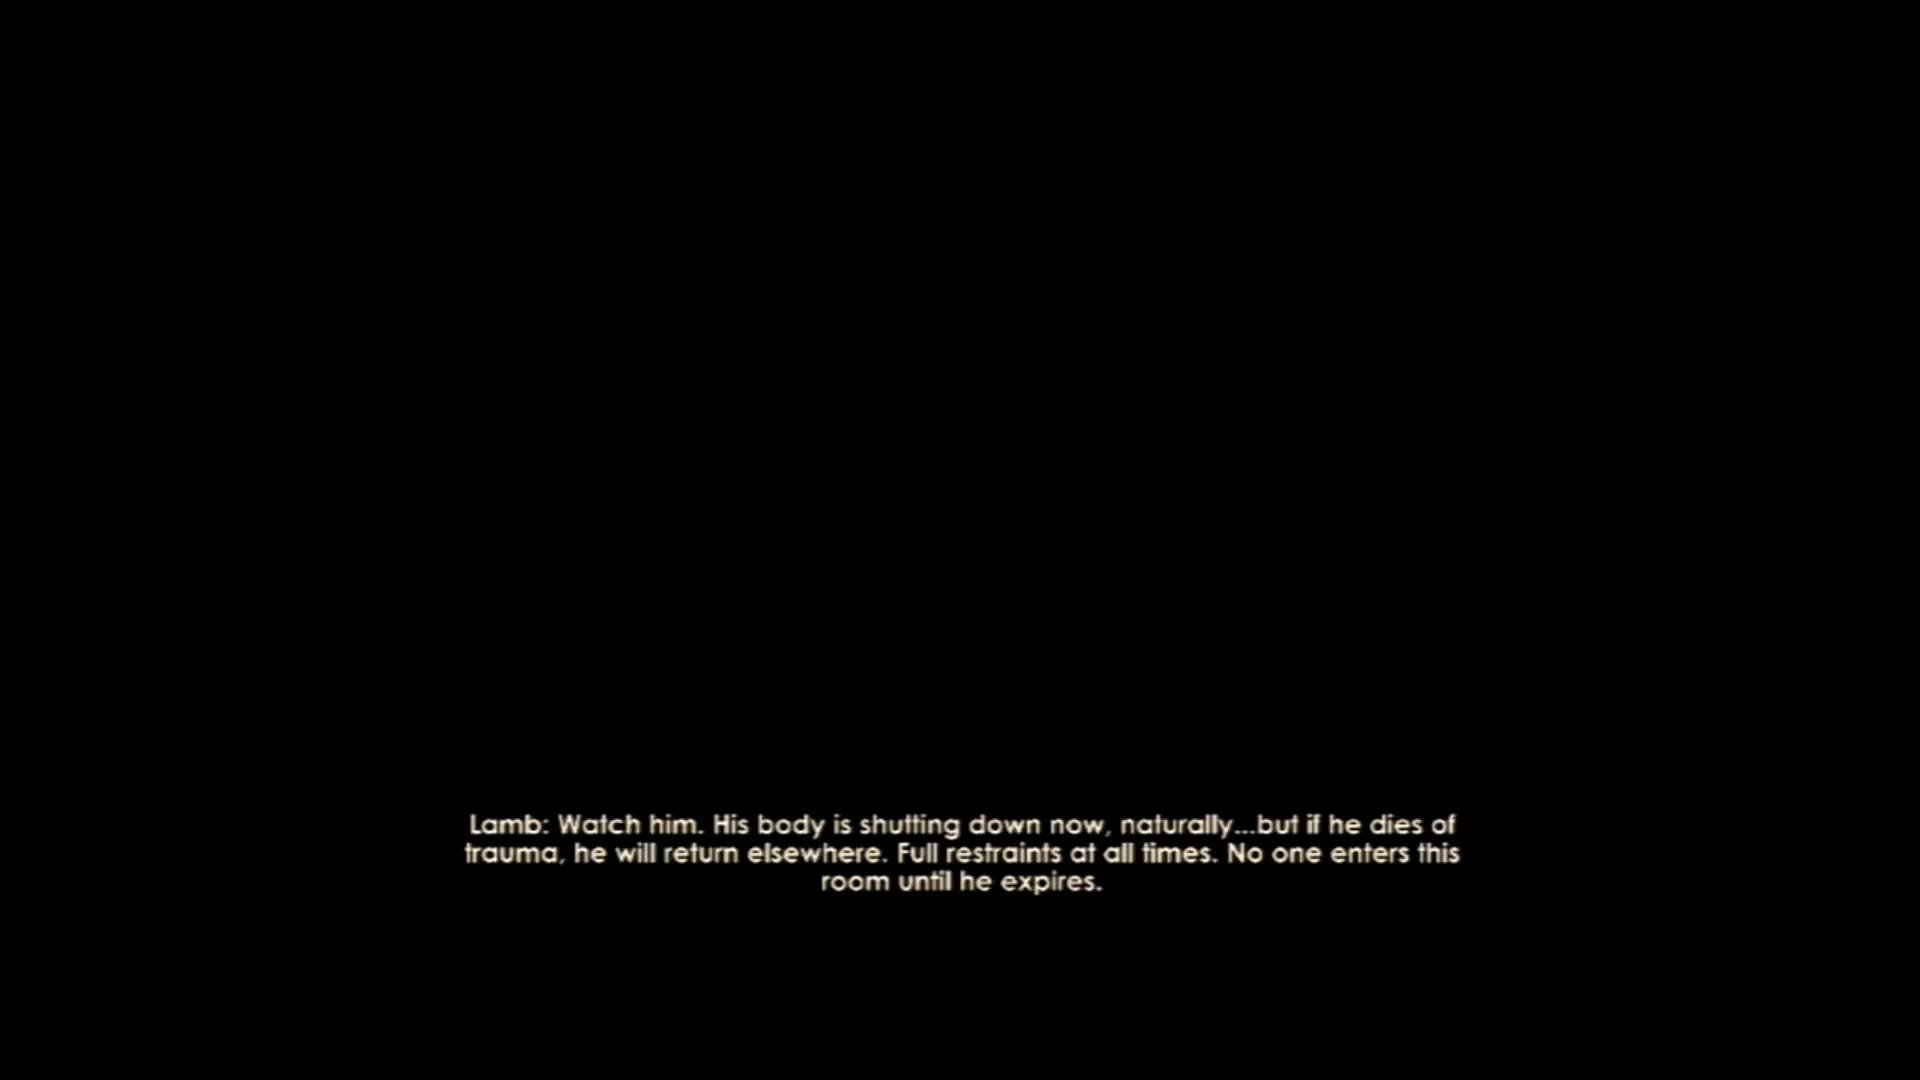 Lamb: Watch him. His body is shutting down now, naturally...but if he dies of
trauma, he will return elsewhere. Full restraints at all times. No one enters this
room until he expires.